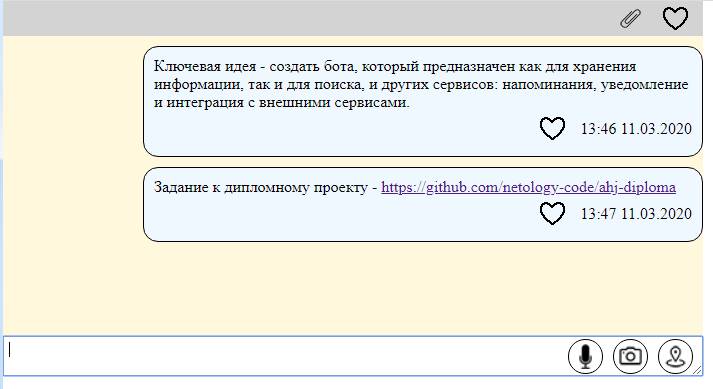 Ключевая идея - создать бота, который предназначен как для хранения
информации, так и для поиска, и других сервисов: напоминания, уведомление
и интеграция с внешними сервисами.
13:46 11.03.2020
Задание к дипломному проекту - https://github.com/netology-code/ahj-diploma
13:47 11.03.2020